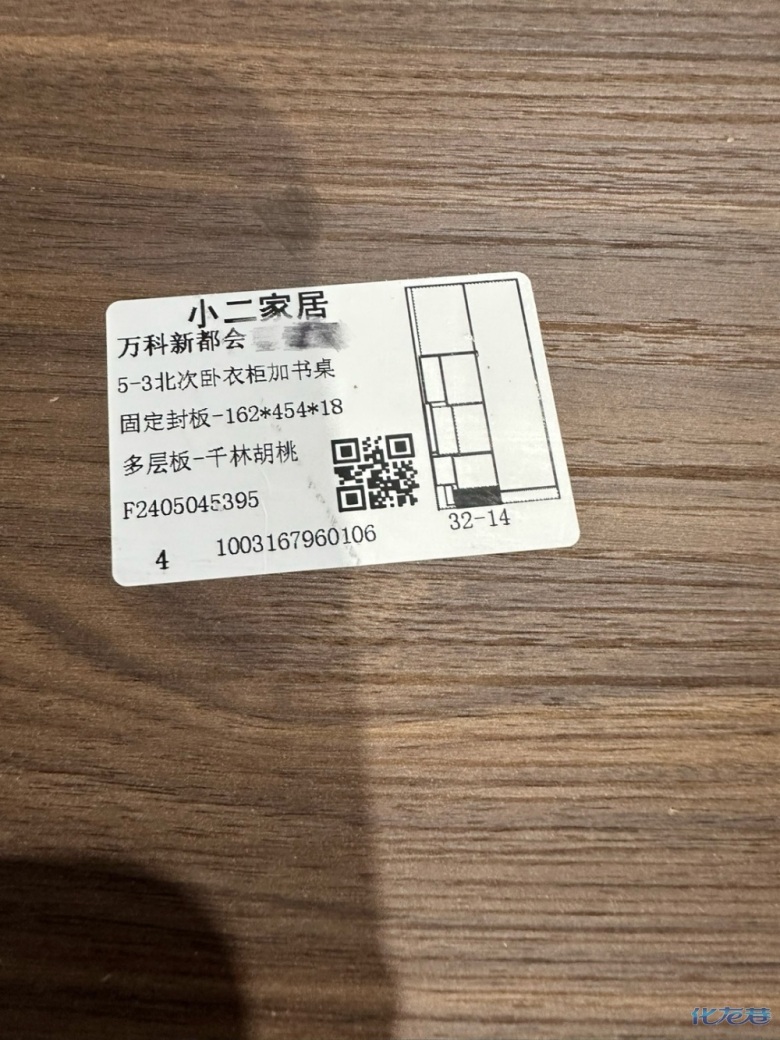 小二家居
万科新都会
5-3北次卧衣柜加书桌
固定封板-162*454*18
多层板-千林胡桃
F2405045395
32-14
4 1003167960106
化龙巷